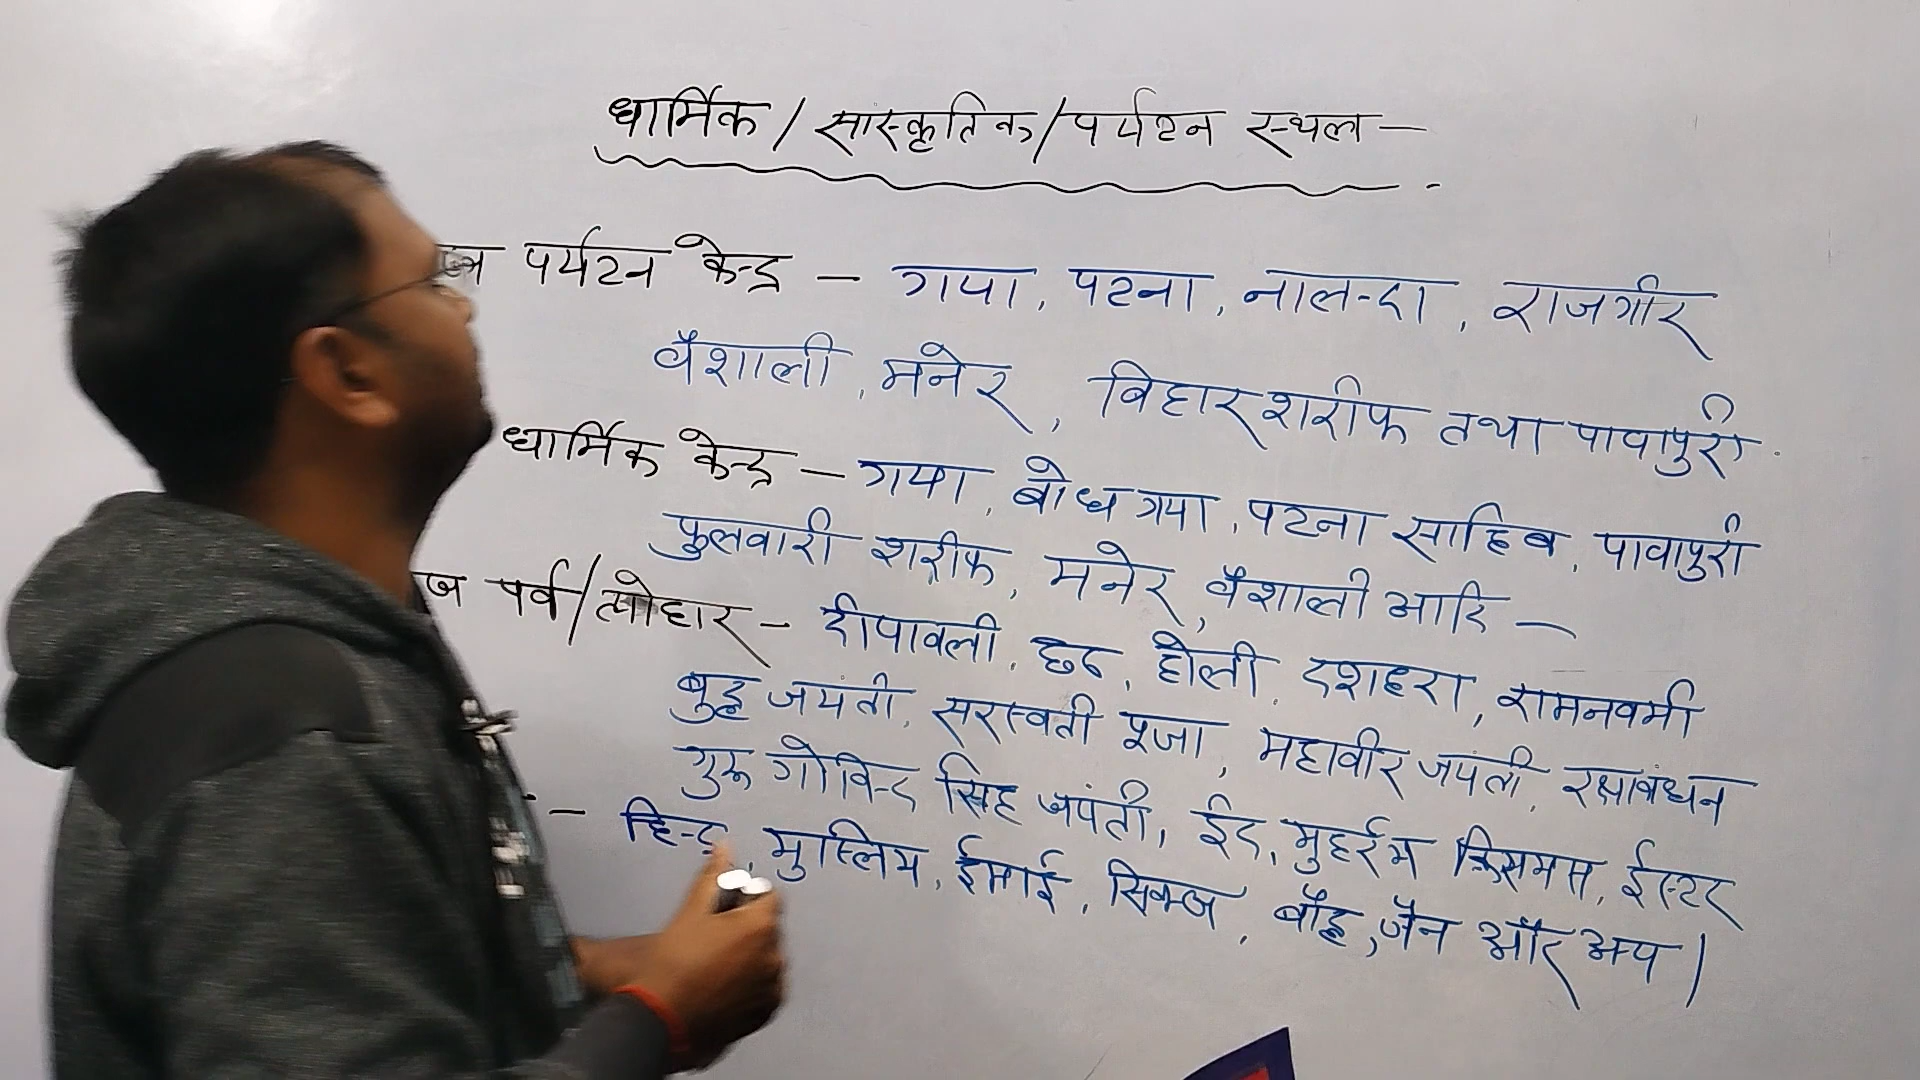 धार्मिक / सांस्कृतिक / पर्यटन स्थल —
पर्यटन केन्द्र — गया, पटना, नालन्दा, राजगीर
वैशाली, मनेर, बिहार शरीफ तथा पावापुरी
धार्मिक केन्द्र — गया, बोध गया, पटना साहिब, पावापुरी
फुलवारी शरीफ, मनेर, वैशाली आदि —
पर्व / त्योहार — दीपावली, छठ, होली, दशहरा, रामनवमी
बुद्ध जयंती, सरस्वती पूजा, महावीर जयंती, रक्षाबंधन
गुरु गोविन्द सिंह जयंती, ईद, मुहर्रम क्रिसमस, ईस्टर
— हिन्दू, मुस्लिम, ईसाई, सिक्ख, बौद्ध, जैन और अन्य |